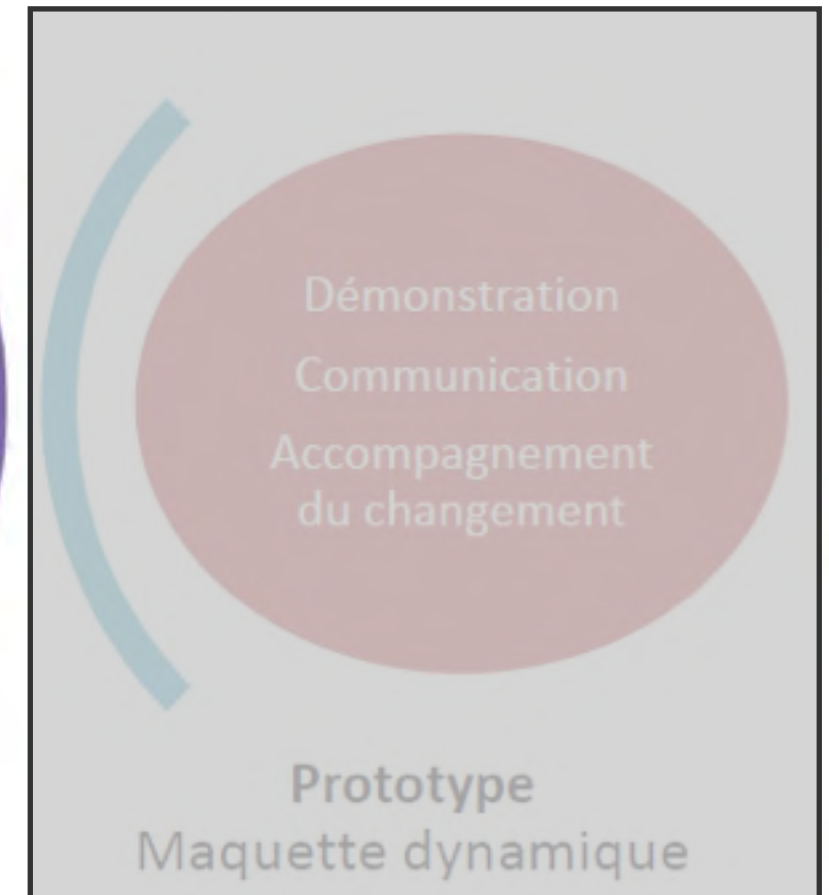 Démonstration
Communication
Accompagnement
du changement
Prototype
Maquette dynamique